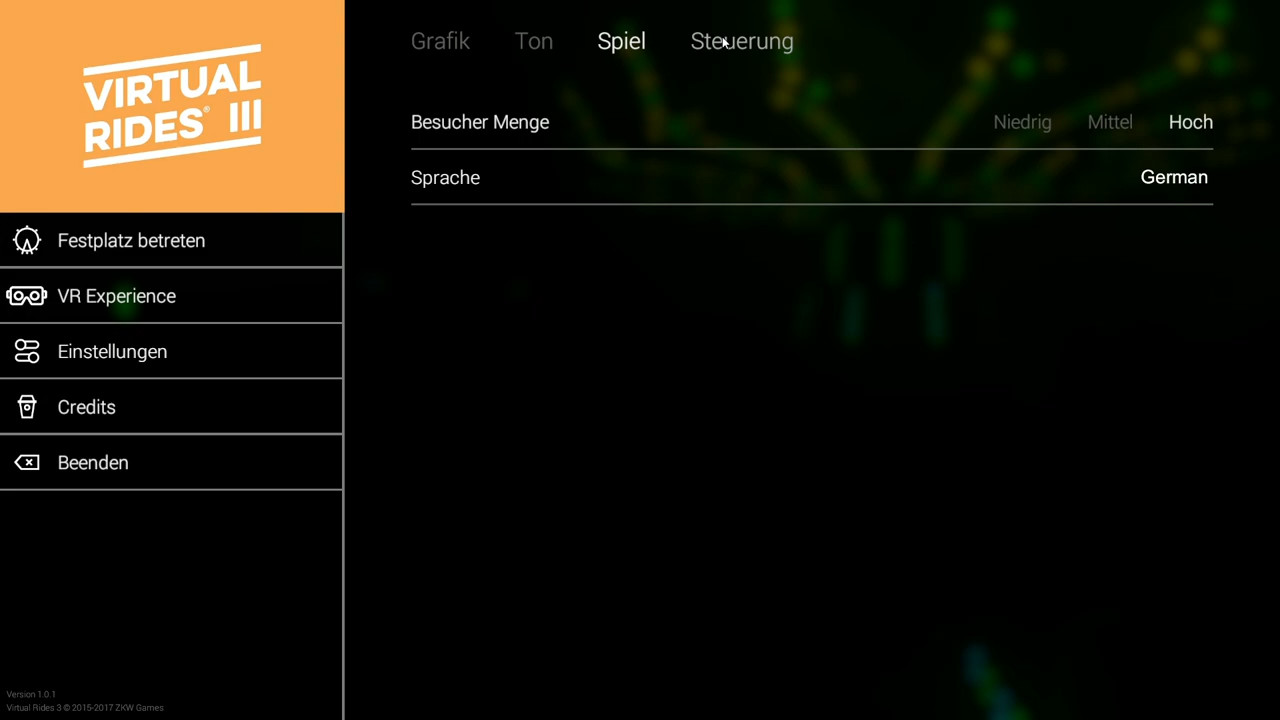 VIRTUAL
RIDES® III
Grafik Ton Spiel Steuerung
Besucher Menge Niedrig Mittel Hoch
Sprache German
Festplatz betreten
VR Experience
Einstellungen
Credits
Beenden
Version 1.0.1
Virtual Rides 3 © 2015-2017 ZKW Games